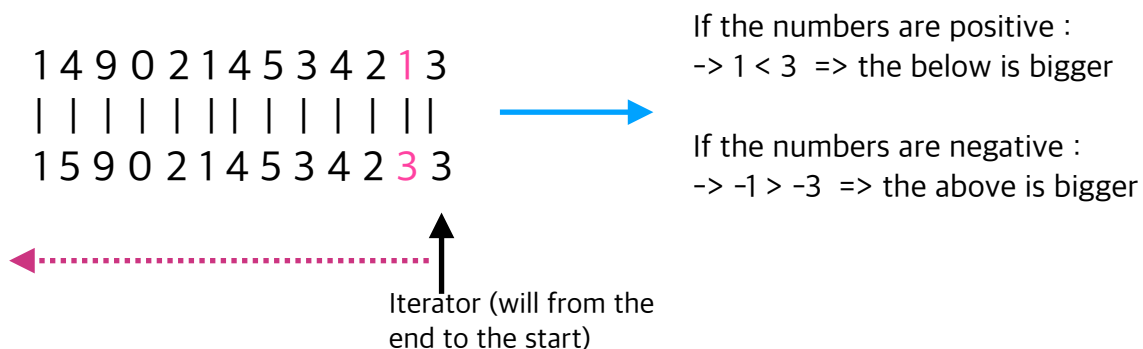 If the numbers are positive :
1 4 9 0 2 1 4 5 3 4 2 1 3
-> 1 < 3 => the below is bigger
| | | | | | | | | | | | |
1 5 9 0 2 1 4 5 3 4 2 3 3
If the numbers are negative :
-> -1 > -3 => the above is bigger
Iterator (will from the
end to the start)